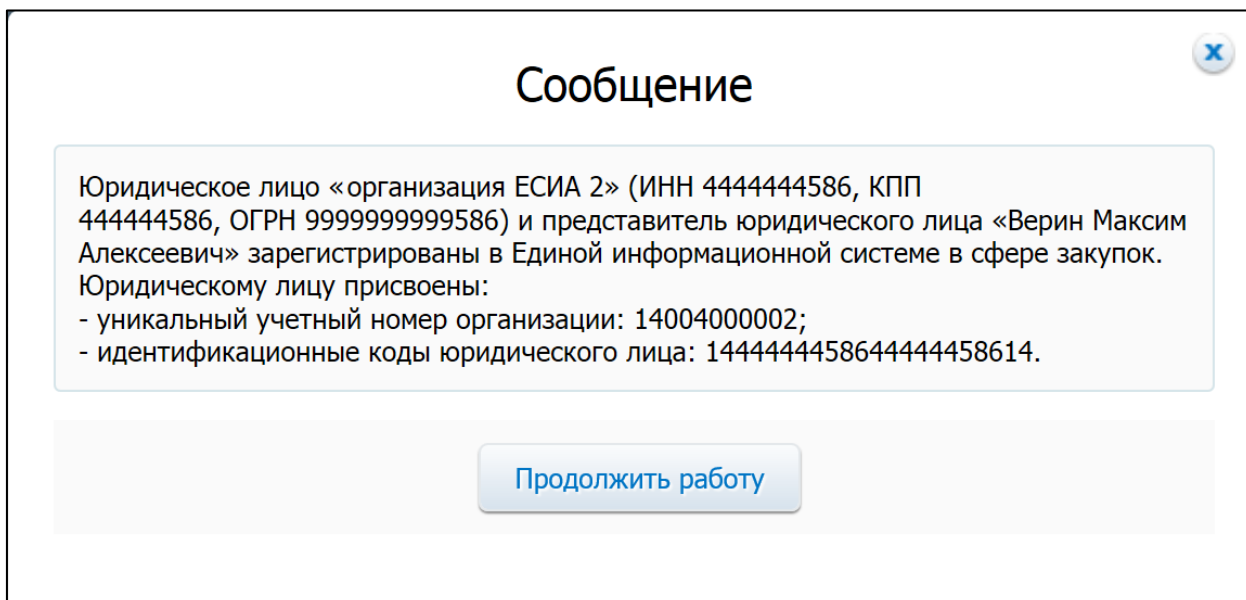 Сообщение
x
Юридическое лицо «организация ЕСИА 2» (ИНН 4444444586, КПП
444444586, ОГРН 9999999999586) и представитель юридического лица «Верин Максим
Алексеевич» зарегистрированы в Единой информационной системе в сфере закупок.
Юридическому лицу присвоены:
- уникальный учетный номер организации: 14004000002;
- идентификационные коды юридического лица: 1444444458644444458614.
Продолжить работу